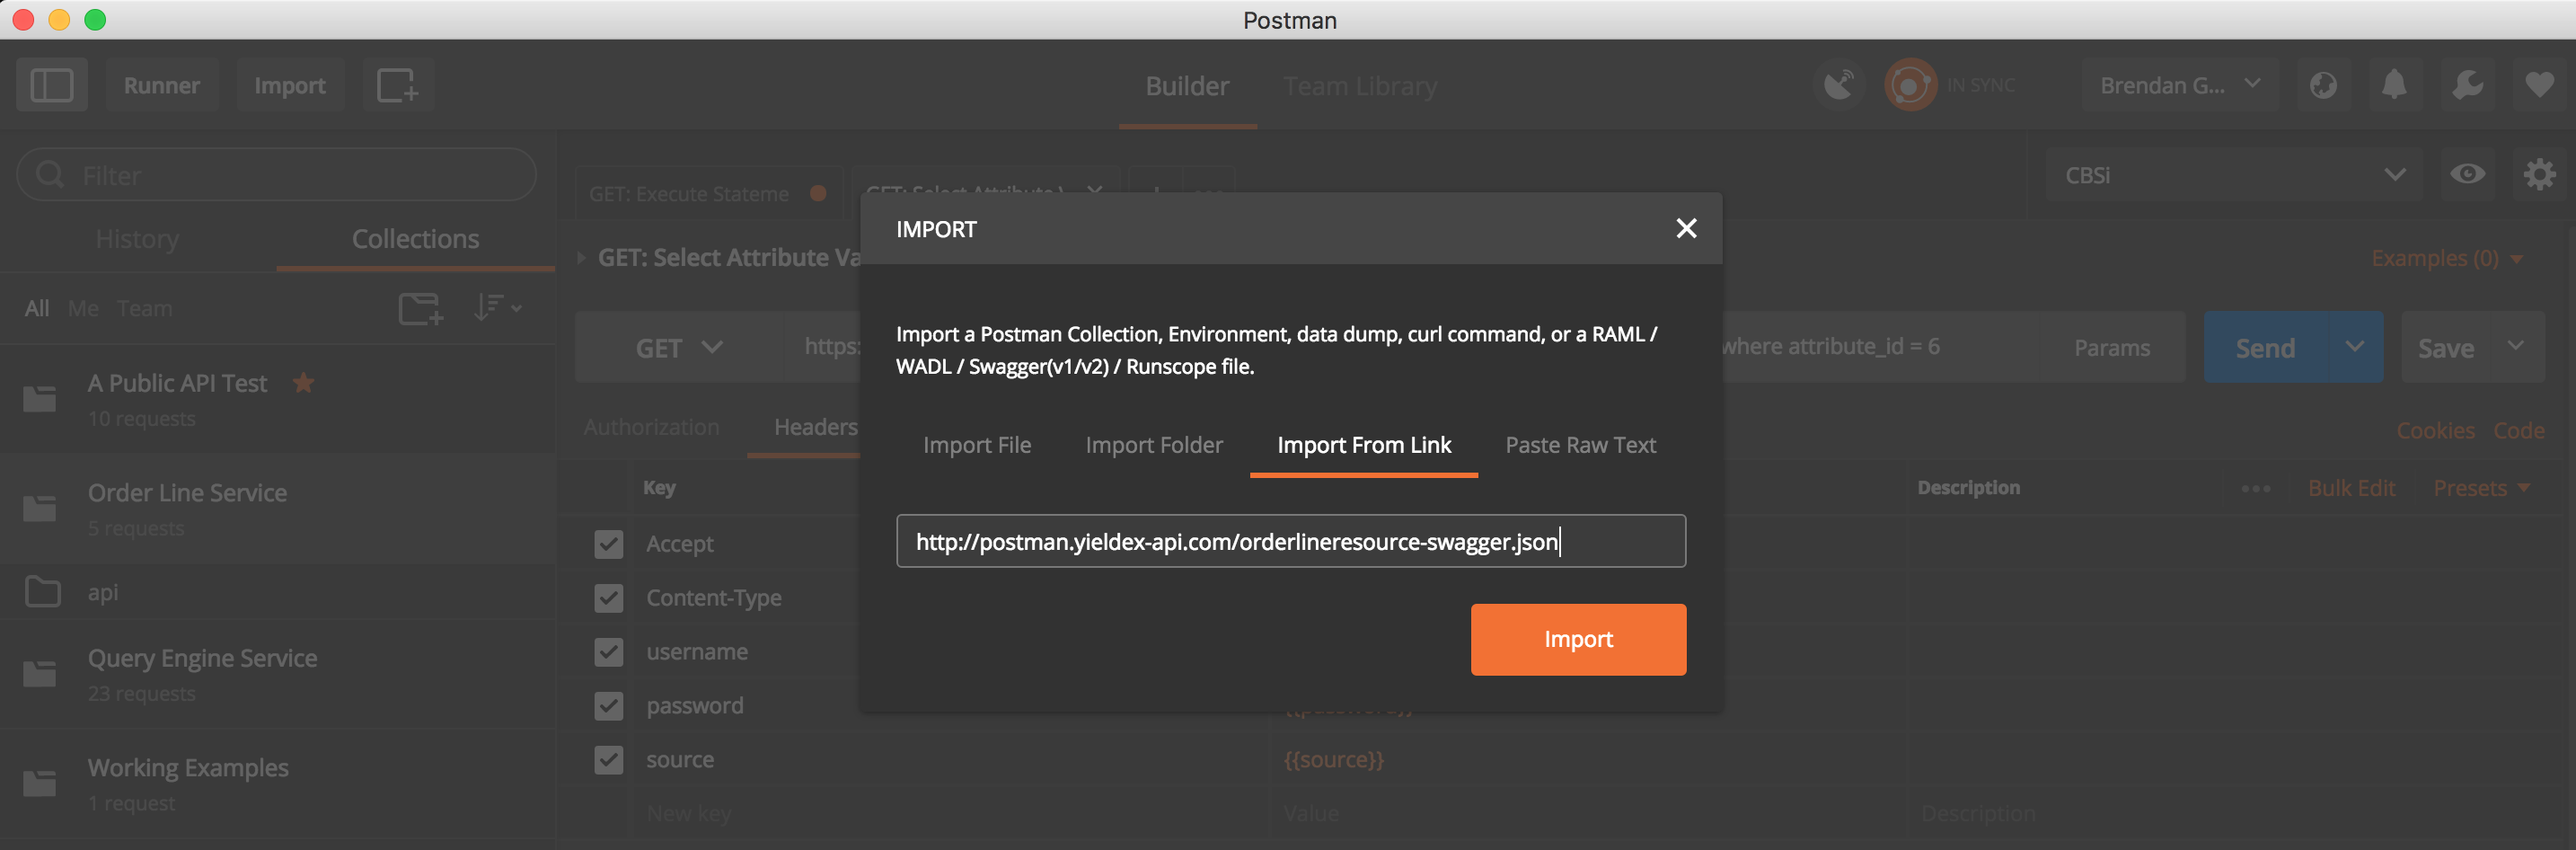 Postman
Runner
Import
Builder
Team Library
IN SYNC
Brendan G...
Filter
GET: Execute Stateme
GET: Select Attribute
CBSi
History
Collections
IMPORT
GET: Select Attribute Va
Examples (0)
All Me Team
Import a Postman Collection, Environment, data dump, curl command, or a RAML /
WADL / Swagger(v1/v2) / Runscope file.
GET
https:
where attribute_id = 6
Params
Send
Save
A Public API Test
10 requests
Authorization
Headers
Import File
Import Folder
Import From Link
Paste Raw Text
Cookies
Code
Key
Description
Bulk Edit
Presets
Order Line Service
5 requests
Accept
http://postman.yieldex-api.com/orderlineresource-swagger.json
api
Content-Type
Import
Query Engine Service
23 requests
username
password
{{password}}
source
{{source}}
Working Examples
1 request
New key
Value
Description